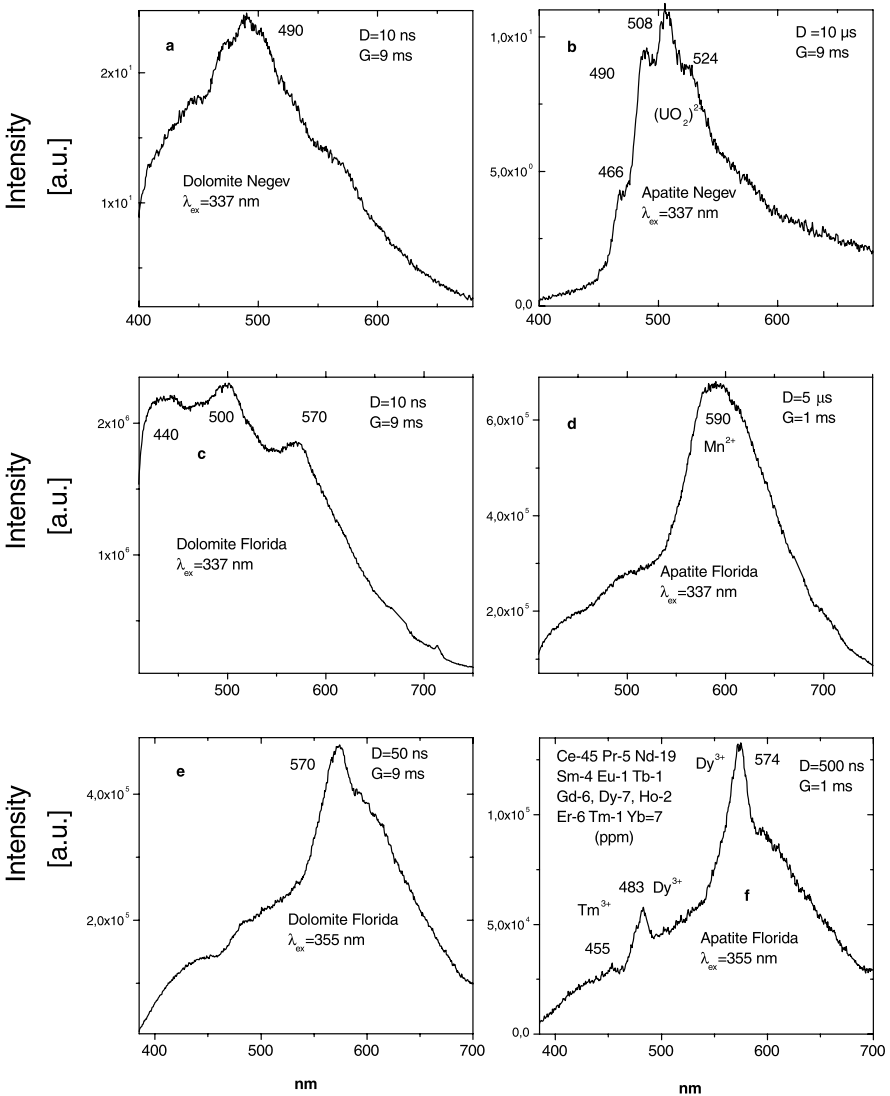 Intensity
[a.u.]
a
490
D=10 ns
G=9 ms
2x10¹
1x10¹
Dolomite Negev
λex=337 nm
400
500
600
b
508
D =10 μs
G=9 ms
1,0x10¹
490
524
(UO₂)²
466
5,0x10⁰
Apatite Negev
λex=337 nm
0,0
400
500
600
Intensity
[a.u.]
D=10 ns
G=9 ms
2x10⁶
440
500
570
c
1x10⁶
Dolomite Florida
λex=337 nm
500
600
700
D=5 μs
G=1 ms
6,0x10⁵
d
590
Mn²⁺
4,0x10⁵
Apatite Florida
λex=337 nm
2,0x10⁵
500
600
700
Intensity
[a.u.]
e
570
D=50 ns
G=9 ms
4,0x10⁵
2,0x10⁵
Dolomite Florida
λex=355 nm
400
500
600
700
nm
Ce-45 Pr-5 Nd-19
Sm-4 Eu-1 Tb-1
Gd-6, Dy-7, Ho-2
Er-6 Tm-1 Yb=7
(ppm)
Dy³⁺
574
D=500 ns
G=1 ms
1,0x10⁵
483 Dy³⁺
Tm³⁺
f
5,0x10⁴
455
Apatite Florida
λex=355 nm
0,0
400
500
600
700
nm